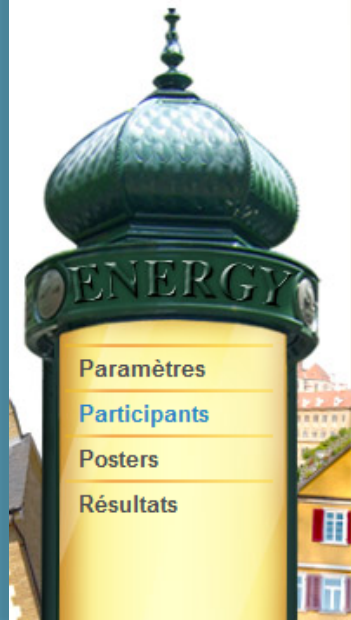 ENERGY
Paramètres
Participants
Posters
Résultats